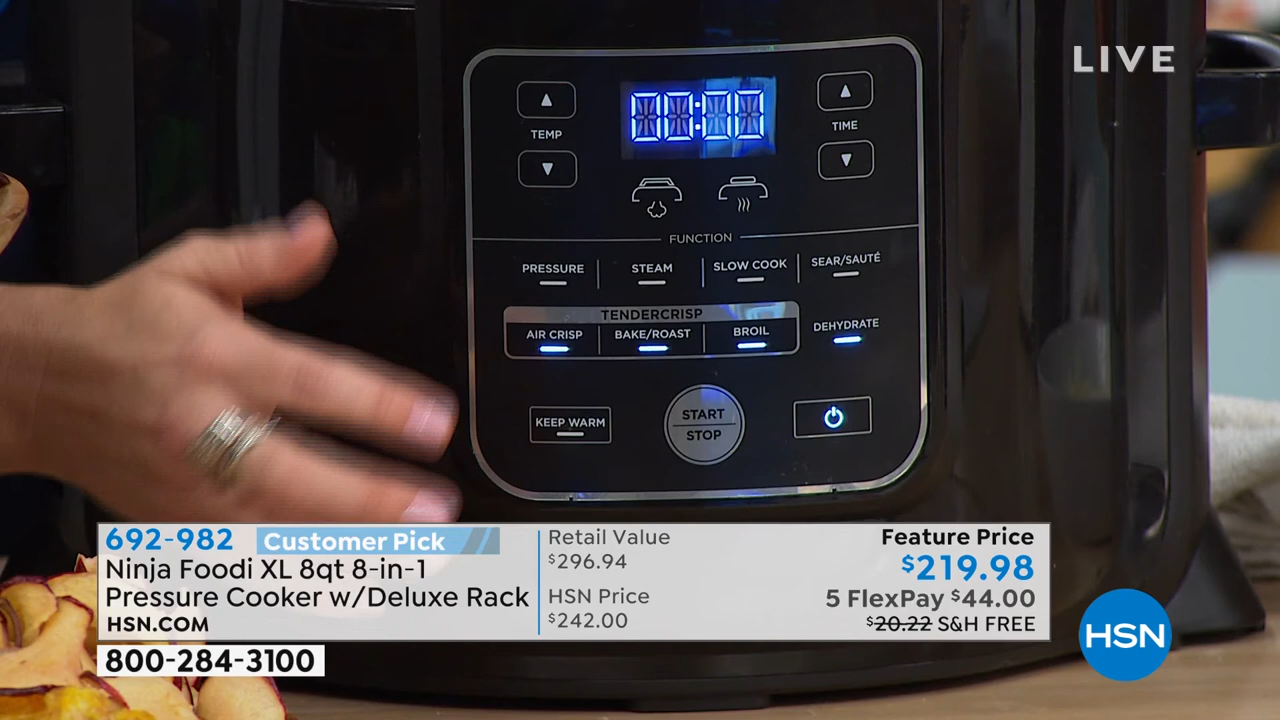 LIVE
00:00
TEMP
TIME
FUNCTION
PRESSURE
STEAM
SLOW COOK
SEAR/SAUTÉ
TENDERCRISP
AIR CRISP
BAKE/ROAST
BROIL
DEHYDRATE
KEEP WARM
START
STOP
692-982 Customer Pick
Ninja Foodi XL 8qt 8-in-1
Pressure Cooker w/Deluxe Rack
HSN.COM
Retail Value
$296.94
HSN Price
$242.00
Feature Price
$219.98
5 FlexPay $44.00
$20.22 S&H FREE
800-284-3100
HSN